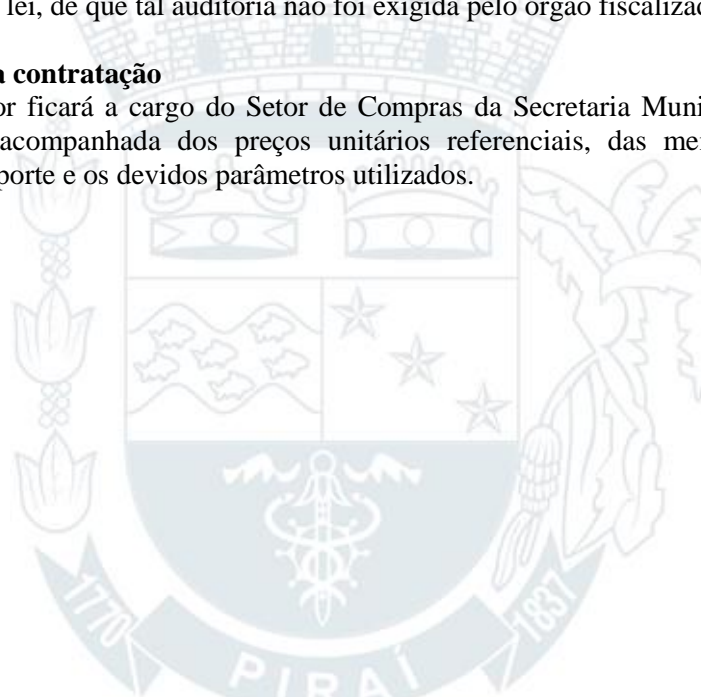 lei, de que tal auditoria não foi exigida pelo órgão fiscaliza
a contratação
or ficará a cargo do Setor de Compras da Secretaria Muni
acompanhada dos preços unitários referenciais, das me
porte e os devidos parâmetros utilizados.
1770
1837
PIRAÍ